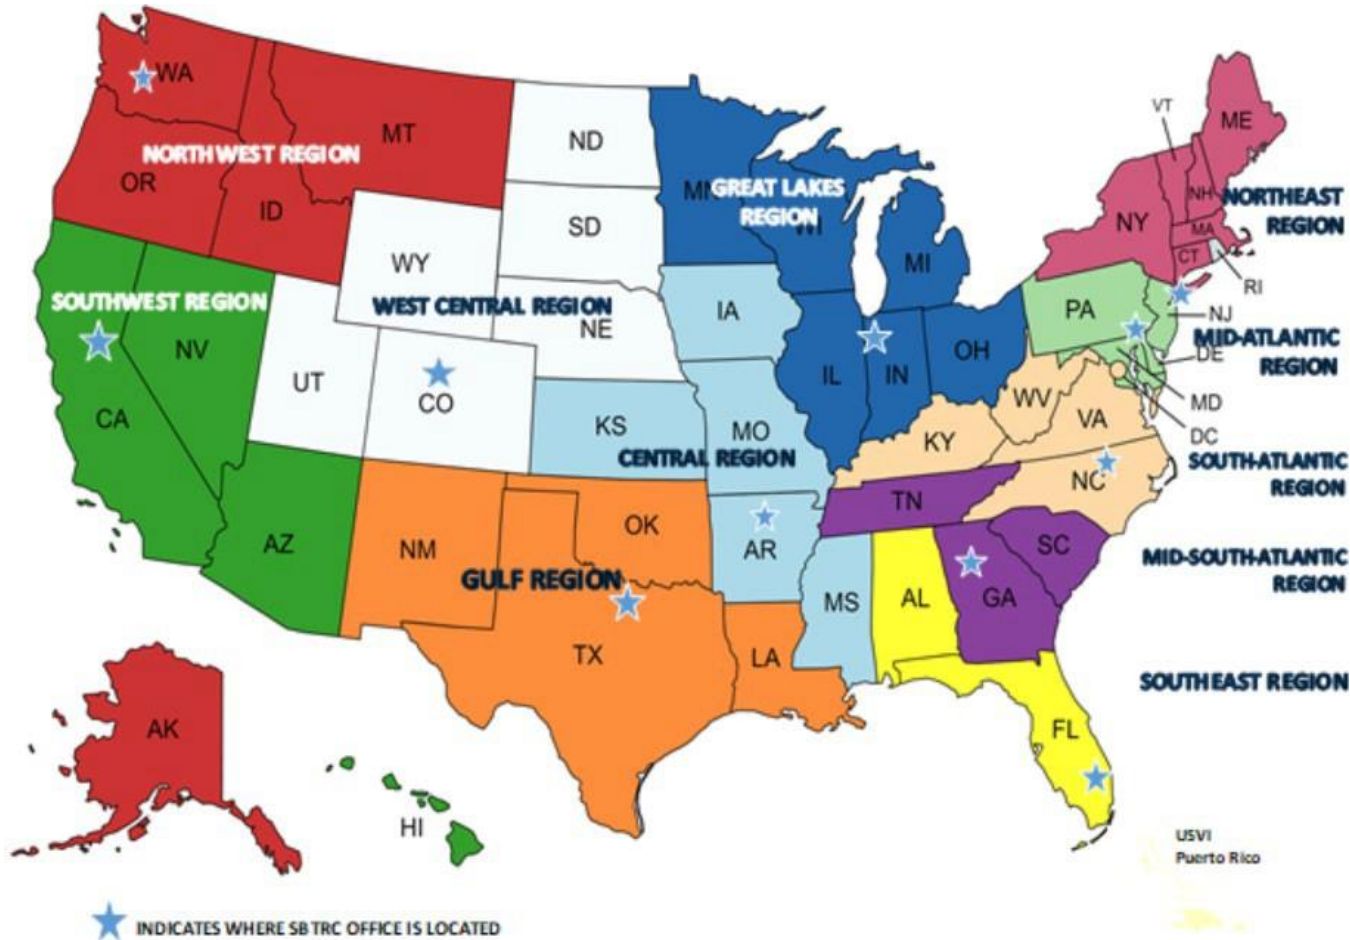 WA
MT
ND
VT
ME
NORTHWEST REGION
OR
ID
MN
GREAT LAKES
REGION
WI
NH
NORTHEAST
REGION
SD
NY
MA
CT
RI
WY
MI
SOUTHWEST REGION
WEST CENTRAL REGION
NE
IA
PA
NJ
MID-ATLANTIC
REGION
DE
NV
UT
CO
IL
IN
OH
MD
DC
CA
KS
MO
CENTRAL REGION
KY
WV
VA
SOUTH-ATLANTIC
REGION
NC
TN
AZ
NM
OK
AR
GULF REGION
MS
AL
GA
SC
MID-SOUTH-ATLANTIC
REGION
TX
LA
SOUTHEAST REGION
FL
AK
HI
USVI
Puerto Rico
INDICATES WHERE SBTRC OFFICE IS LOCATED